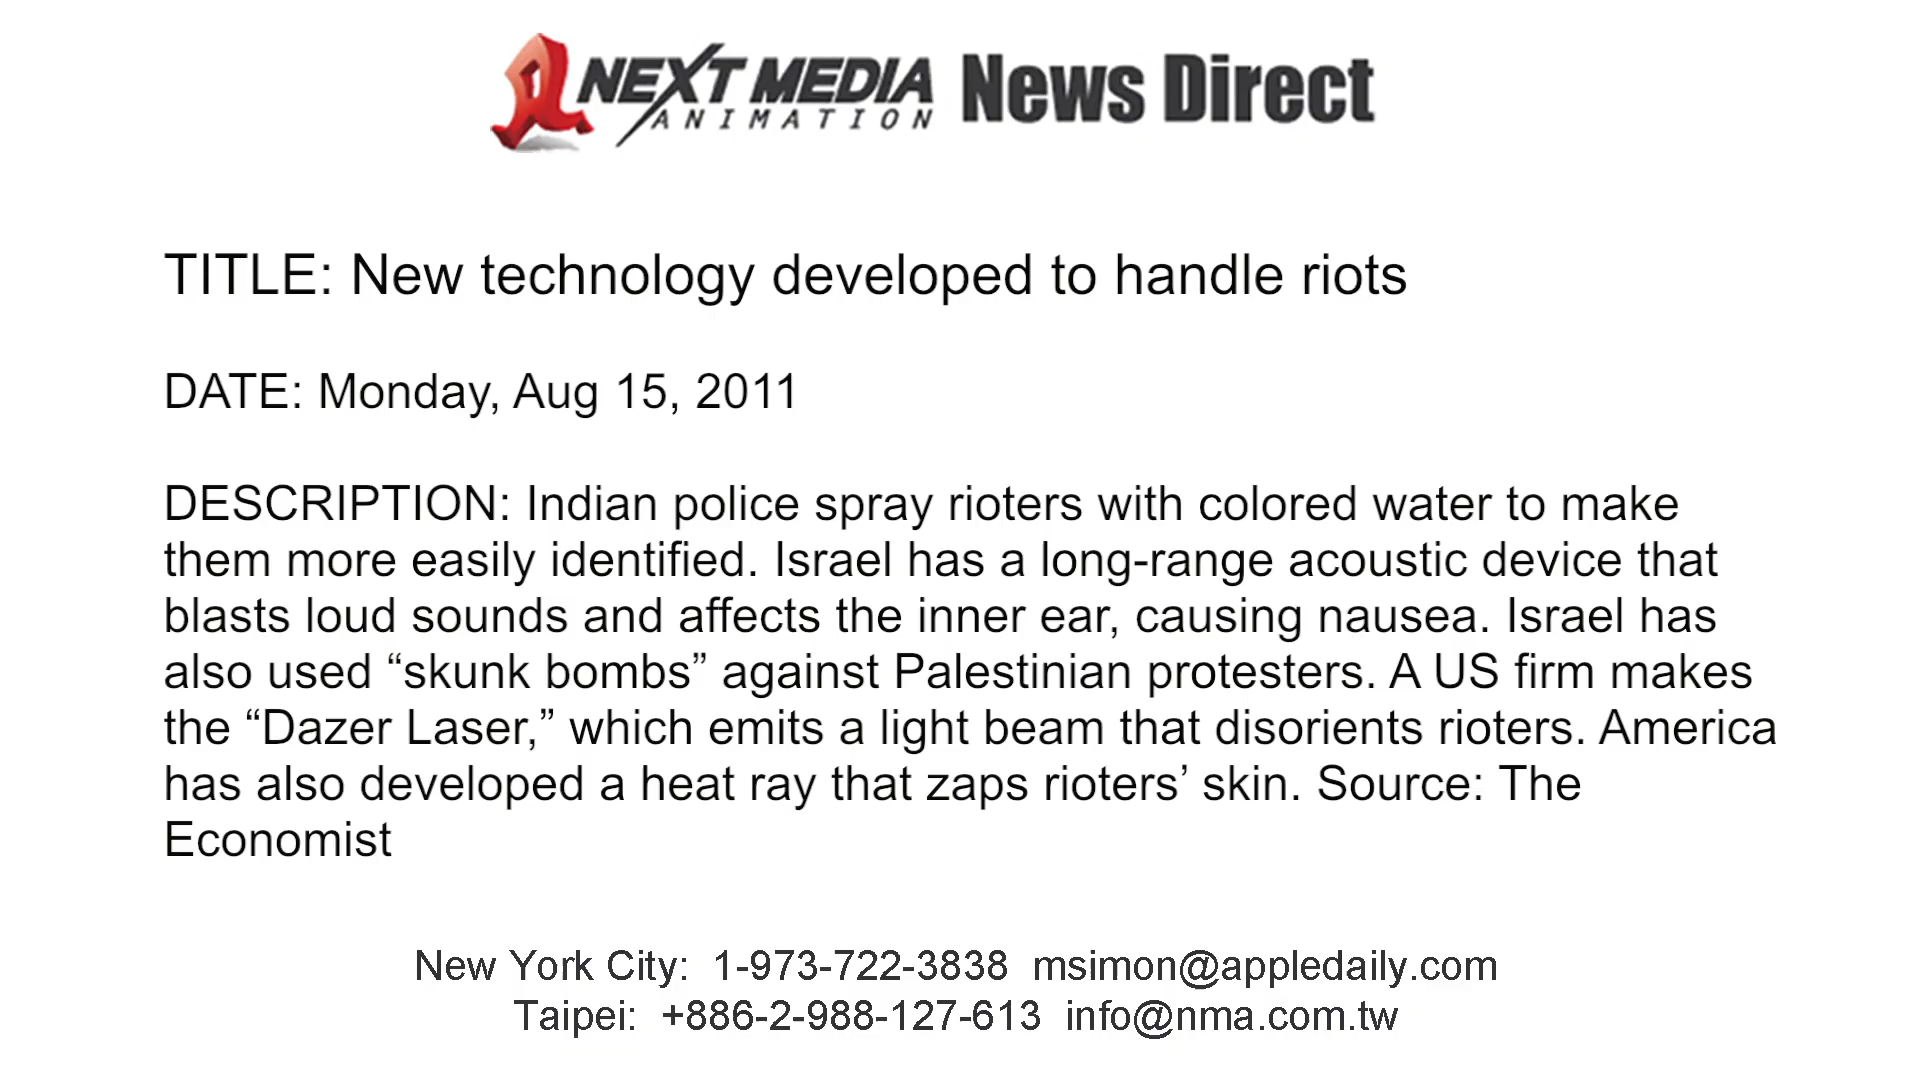 NEXT MEDIA News Direct
ANIMATION
TITLE: New technology developed to handle riots
DATE: Monday, Aug 15, 2011
DESCRIPTION: Indian police spray rioters with colored water to make
them more easily identified. Israel has a long-range acoustic device that
blasts loud sounds and affects the inner ear, causing nausea. Israel has
also used “skunk bombs” against Palestinian protesters. A US firm makes
the “Dazer Laser,” which emits a light beam that disorients rioters. America
has also developed a heat ray that zaps rioters’ skin. Source: The
Economist
New York City: 1-973-722-3838 msimon@appledaily.com
Taipei: +886-2-988-127-613 info@nma.com.tw